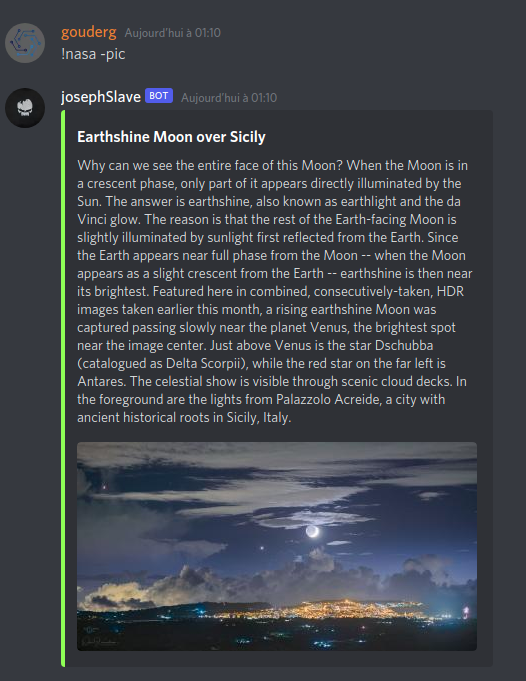 gouderg Aujourd'hui à 01:10
!nasa -pic
josephSlave BOT Aujourd'hui à 01:10
Earthshine Moon over Sicily
Why can we see the entire face of this Moon? When the Moon is in
a crescent phase, only part of it appears directly illuminated by the
Sun. The answer is earthshine, also known as earthlight and the da
Vinci glow. The reason is that the rest of the Earth-facing Moon is
slightly illuminated by sunlight first reflected from the Earth. Since
the Earth appears near full phase from the Moon -- when the Moon
appears as a slight crescent from the Earth -- earthshine is then near
its brightest. Featured here in combined, consecutively-taken, HDR
images taken earlier this month, a rising earthshine Moon was
captured passing slowly near the planet Venus, the brightest spot
near the image center. Just above Venus is the star Dschubba
(catalogued as Delta Scorpii), while the red star on the far left is
Antares. The celestial show is visible through scenic cloud decks. In
the foreground are the lights from Palazzolo Acreide, a city with
ancient historical roots in Sicily, Italy.